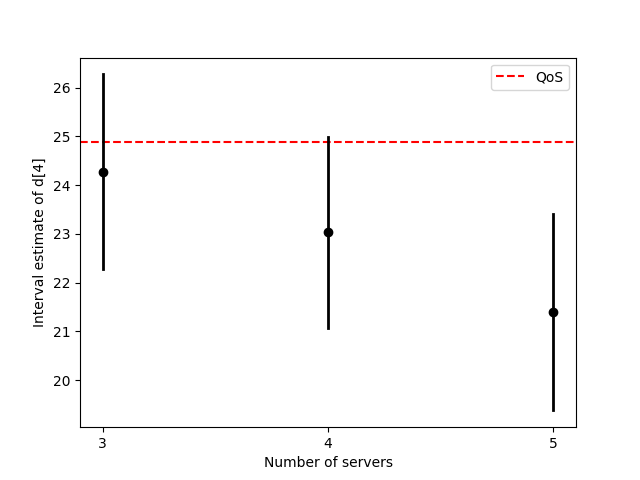 QoS
Interval estimate of d[4]
26
25
24
23
22
21
20
3 4 5
Number of servers